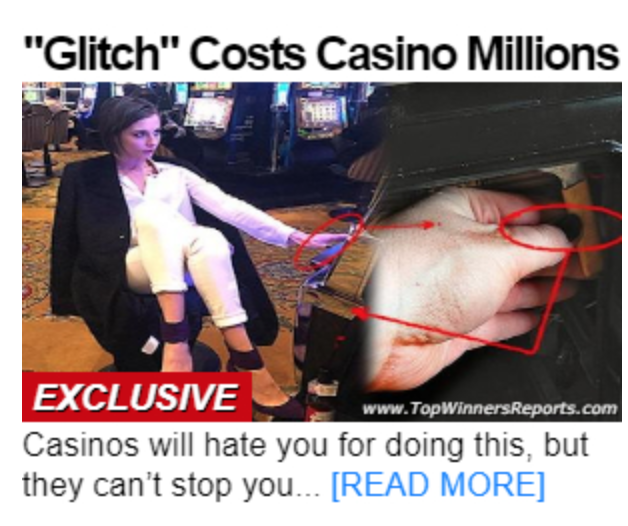 "Glitch" Costs Casino Millions
EXCLUSIVE
www.TopWinnersReports.com
Casinos will hate you for doing this, but
they can't stop you... [READ MORE]